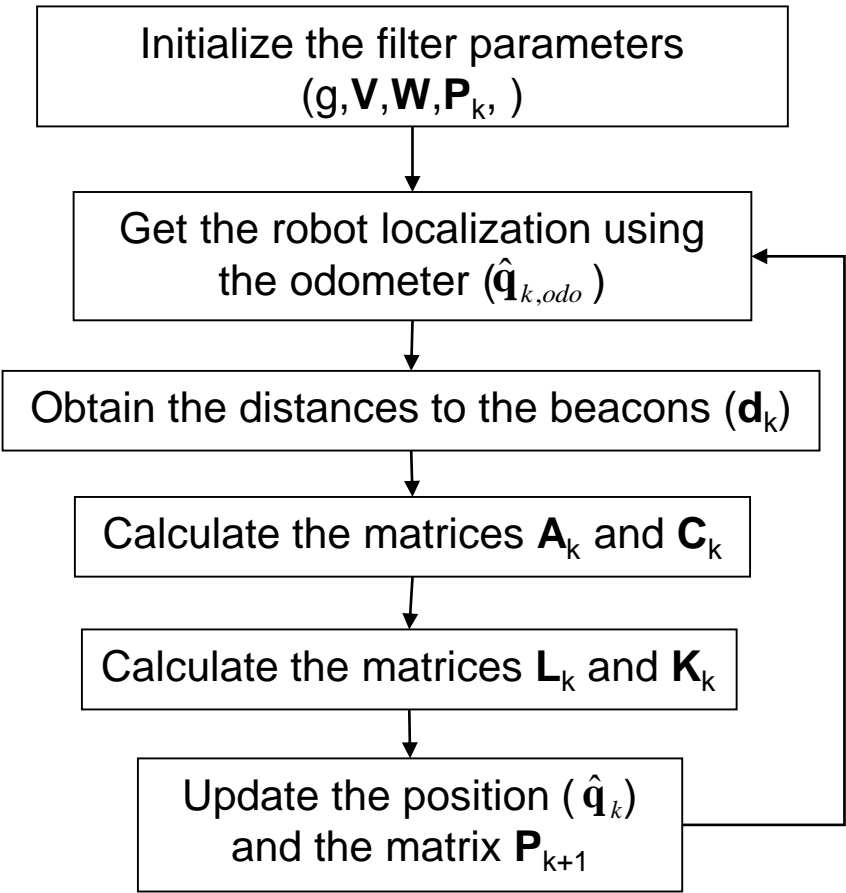 Initialize the filter parameters
(g,V,W,Pₖ, )
Get the robot localization using
the odometer (q̂ₖ,ₒdₒ )
Obtain the distances to the beacons (dₖ)
Calculate the matrices Aₖ and Cₖ
Calculate the matrices Lₖ and Kₖ
Update the position ( q̂ₖ)
and the matrix Pₖ₊₁